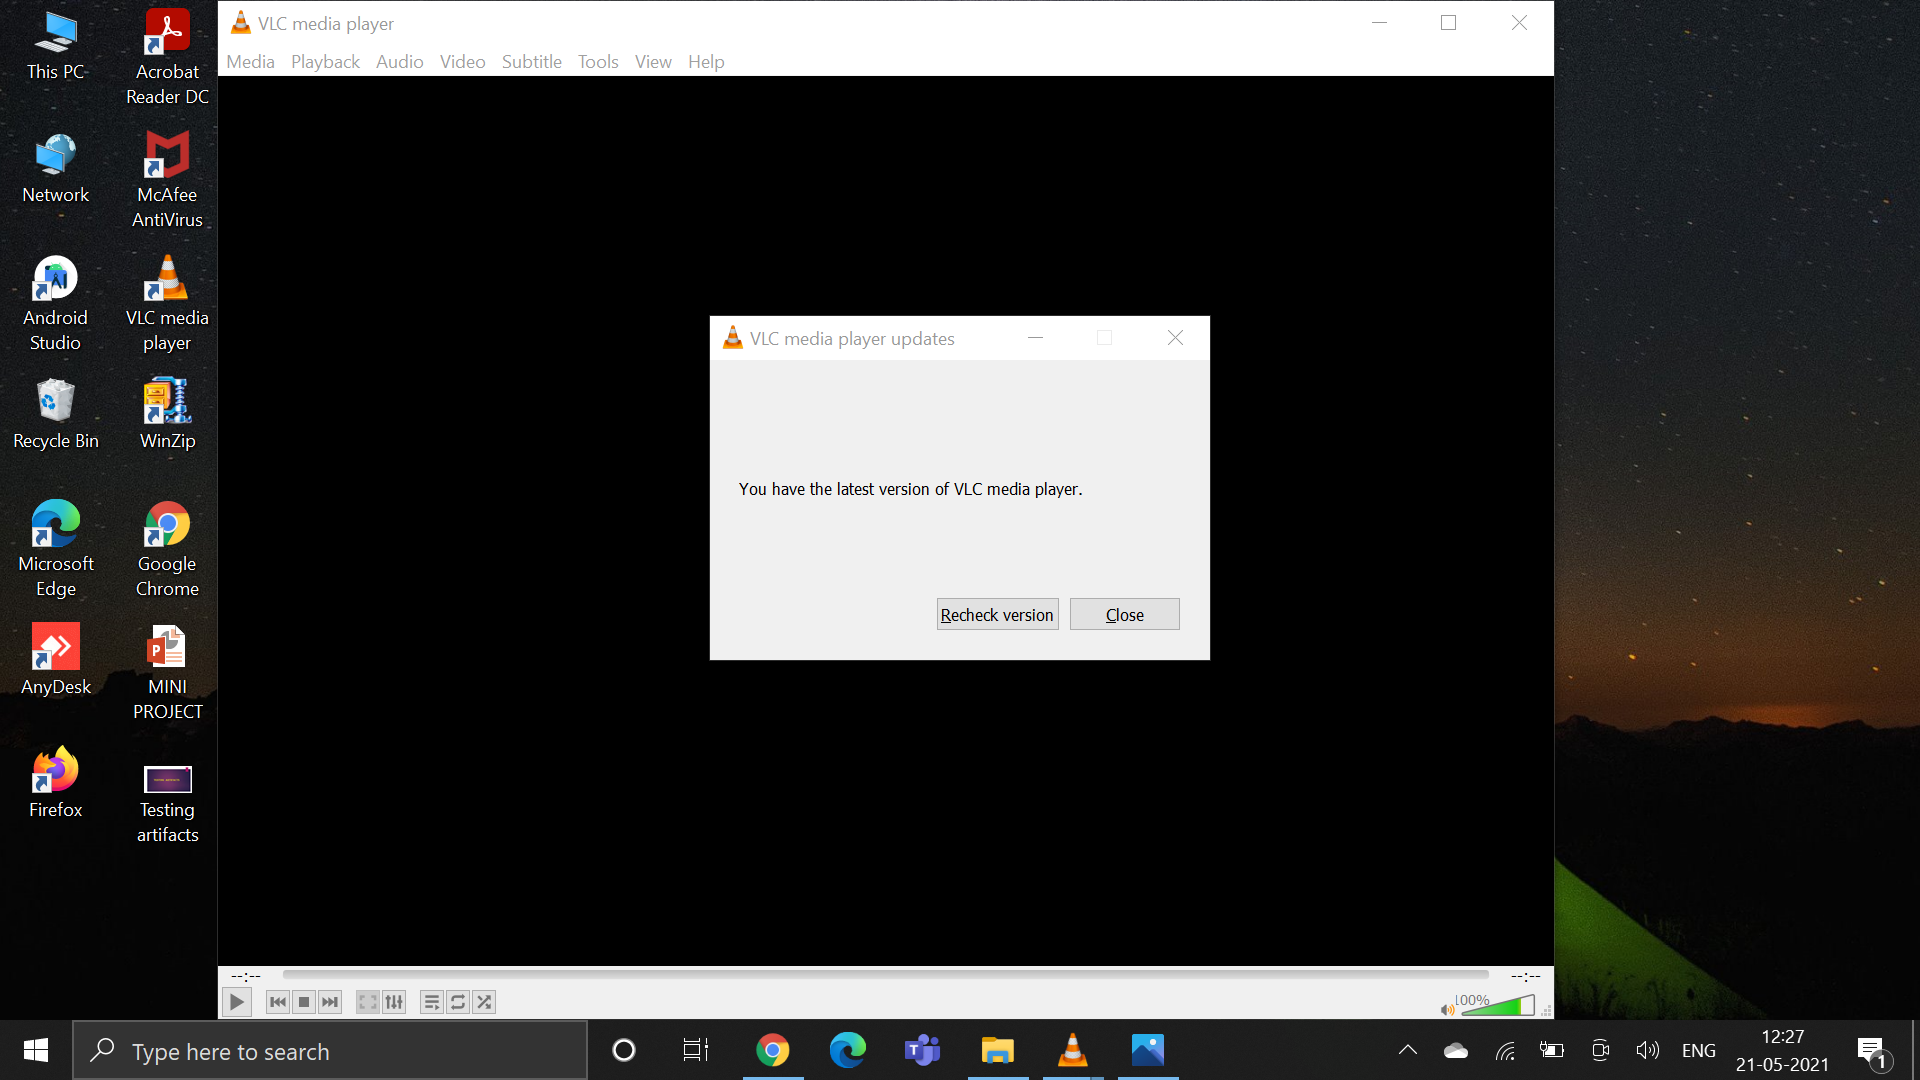 This PC
Acrobat
Reader DC
Network
McAfee
AntiVirus
Android
Studio
VLC media
player
Recycle Bin
WinZip
Microsoft
Edge
Google
Chrome
AnyDesk
MINI
PROJECT
Firefox
Testing
artifacts
VLC media player
Media Playback Audio Video Subtitle Tools View Help
VLC media player updates
You have the latest version of VLC media player.
Recheck version Close
--:-- --:--
100%
Type here to search
ENG
12:27
21-05-2021
1